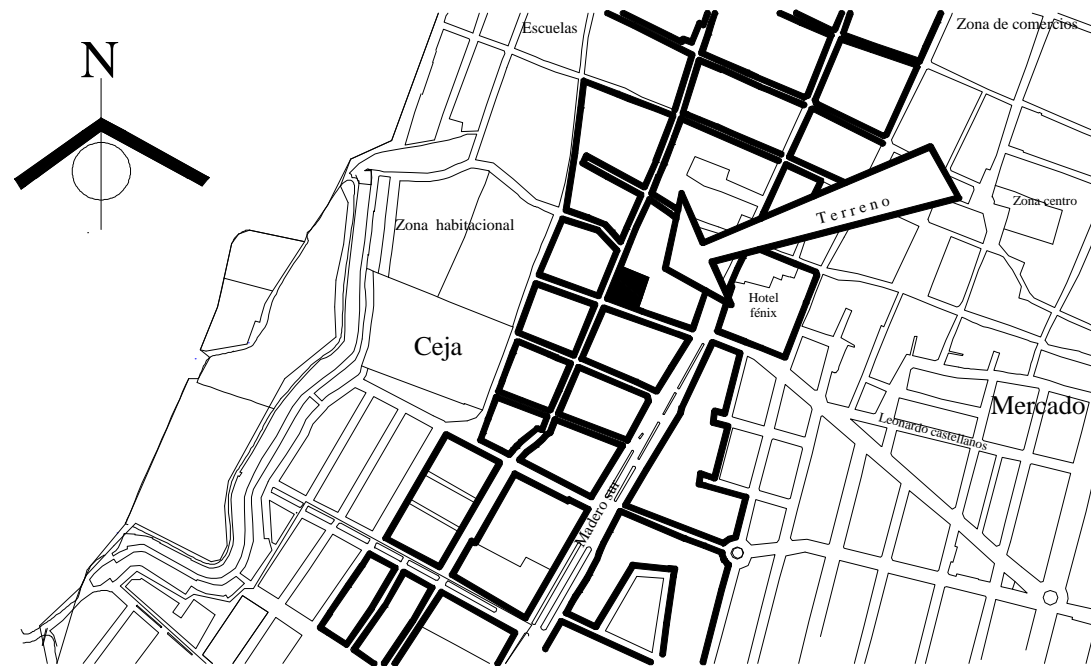 Escuelas
Zona de comercios
N
Zona centro
Terreno
Zona habitacional
Hotel
fénix
Ceja
Mercado
Leonardo castellanos
Madero sur